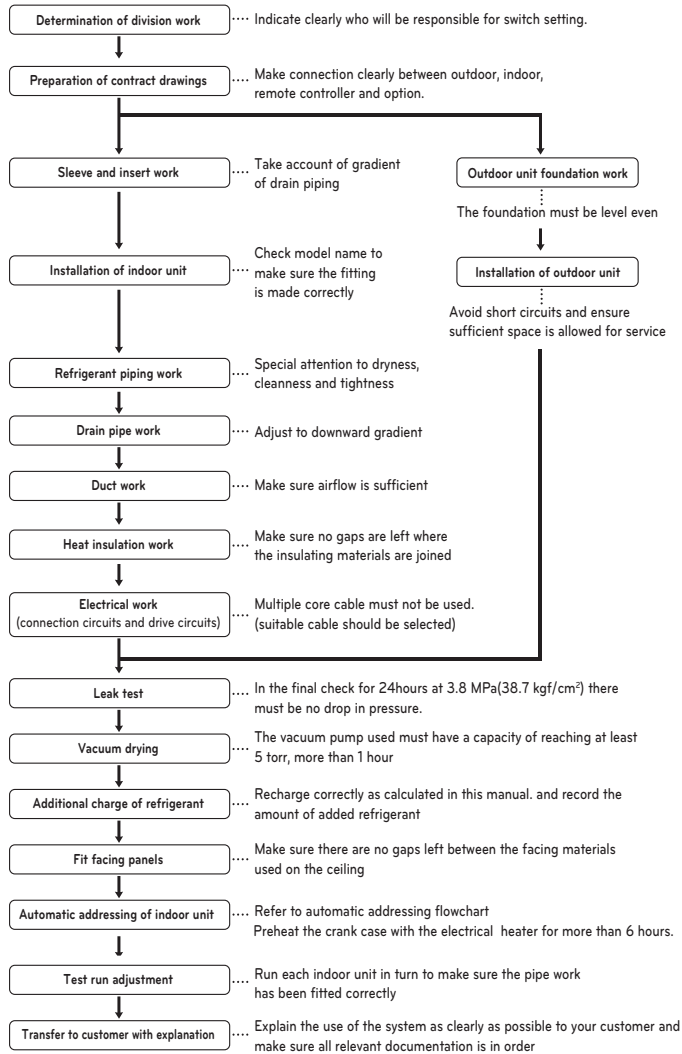 Determination of division work
Indicate clearly who will be responsible for switch setting.
Preparation of contract drawings
Make connection clearly between outdoor, indoor,
remote controller and option.
Sleeve and insert work
Take account of gradient
of drain piping
Outdoor unit foundation work
The foundation must be level even
Installation of indoor unit
Check model name to
make sure the fitting
is made correctly
Installation of outdoor unit
Avoid short circuits and ensure
sufficient space is allowed for service
Refrigerant piping work
Special attention to dryness,
cleanness and tightness
Drain pipe work
Adjust to downward gradient
Duct work
Make sure airflow is sufficient
Heat insulation work
Make sure no gaps are left where
the insulating materials are joined
Electrical work
(connection circuits and drive circuits)
Multiple core cable must not be used.
(suitable cable should be selected)
Leak test
In the final check for 24hours at 3.8 MPa(38.7 kgf/cm²) there
must be no drop in pressure.
Vacuum drying
The vacuum pump used must have a capacity of reaching at least
5 torr, more than 1 hour
Additional charge of refrigerant
Recharge correctly as calculated in this manual. and record the
amount of added refrigerant
Fit facing panels
Make sure there are no gaps left between the facing materials
used on the ceiling
Automatic addressing of indoor unit
Refer to automatic addressing flowchart
Preheat the crank case with the electrical heater for more than 6 hours.
Test run adjustment
Run each indoor unit in turn to make sure the pipe work
has been fitted correctly
Transfer to customer with explanation
Explain the use of the system as clearly as possible to your customer and
make sure all relevant documentation is in order